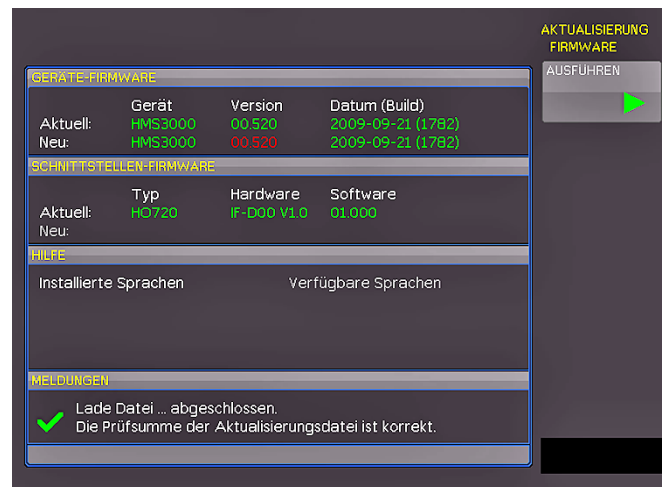 AKTUALISIERUNG
FIRMWARE
AUSFÜHREN
GERÄTE-FIRMWARE
Gerät Version Datum (Build)
Aktuell: HMS3000 00.520 2009-09-21 (1782)
Neu: HMS3000 00.520 2009-09-21 (1782)
SCHNITTSTELLEN-FIRMWARE
Typ Hardware Software
Aktuell: HO720 IF-D00 V1.0 01.000
Neu:
HILFE
Installierte Sprachen Verfügbare Sprachen
MELDUNGEN
Lade Datei ... abgeschlossen.
Die Prüfsumme der Aktualisierungsdatei ist korrekt.